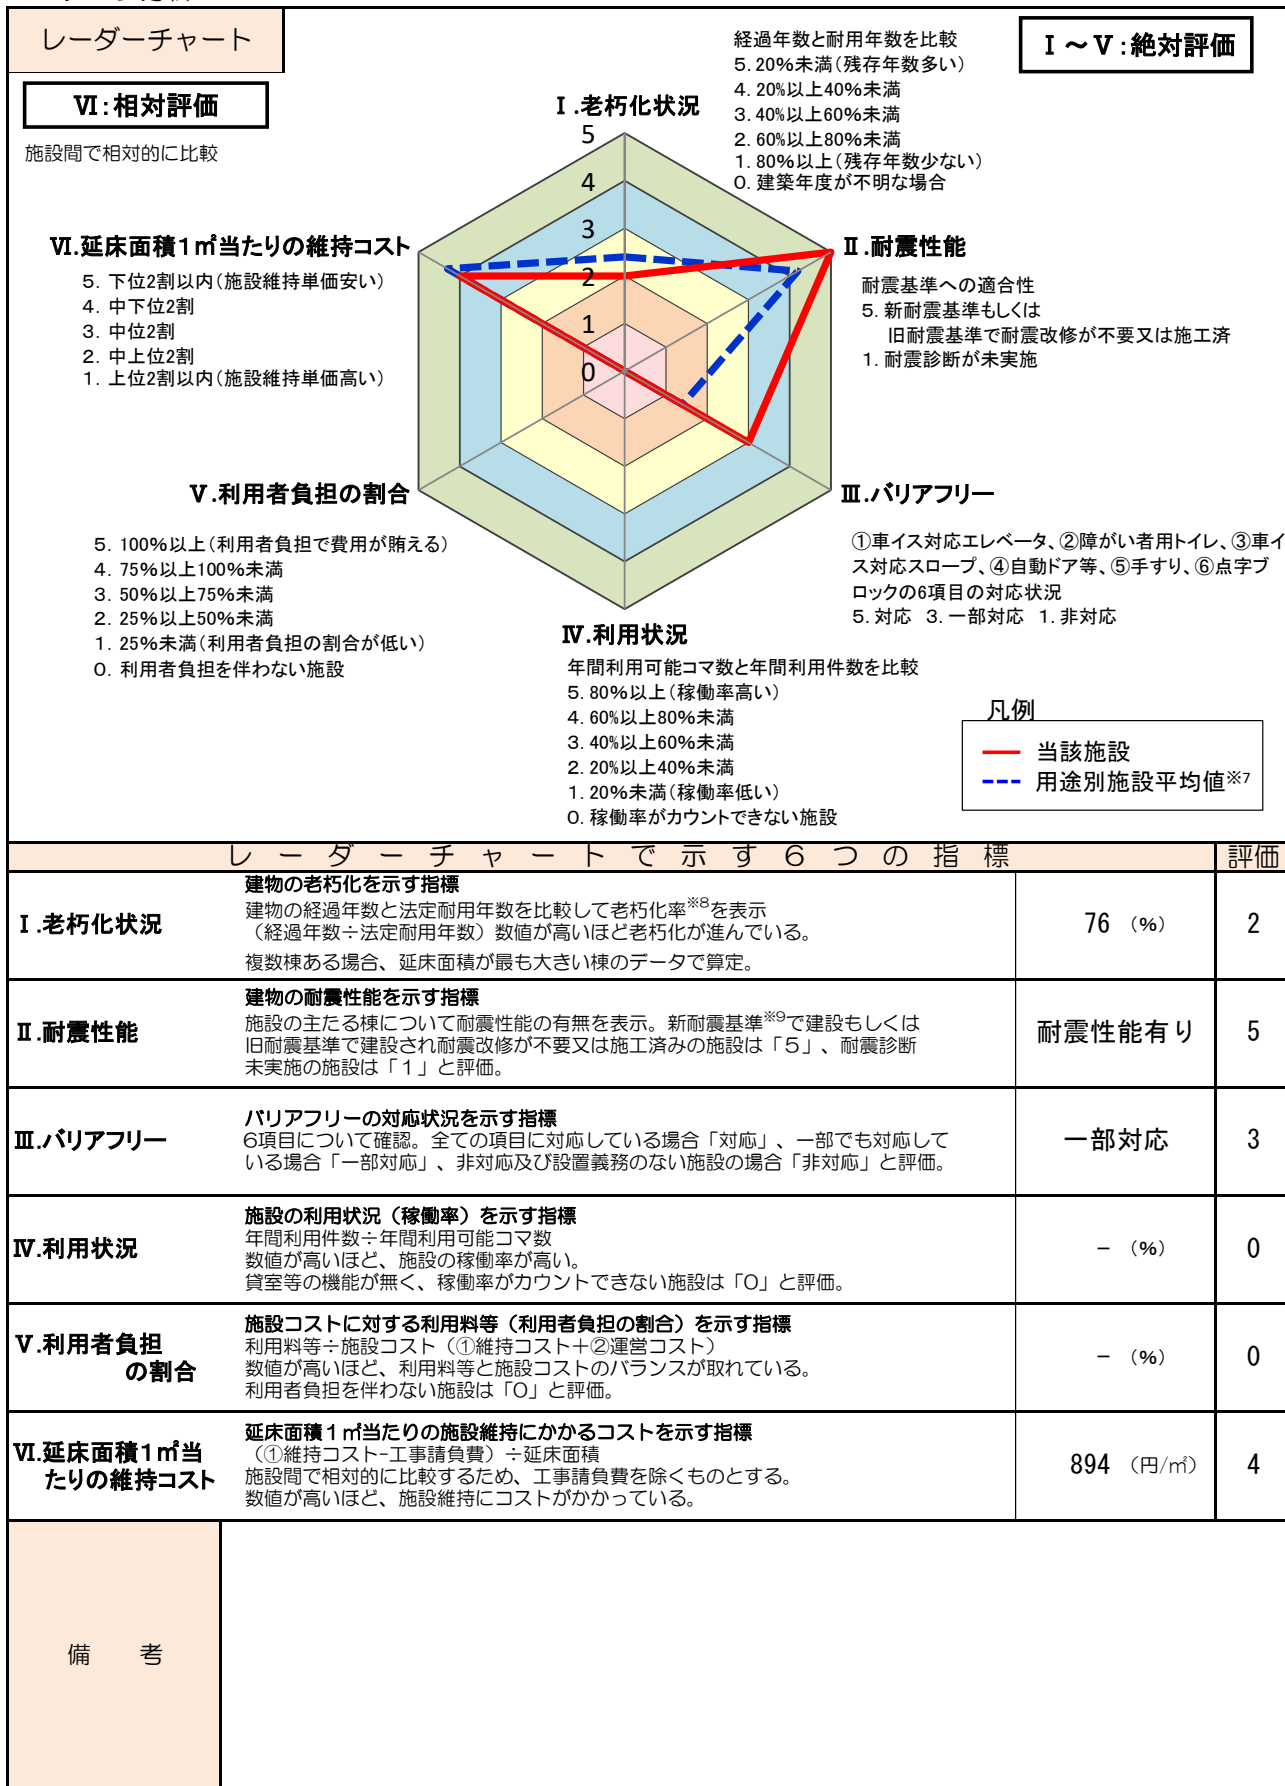 レーダーチャート
Ⅰ～Ⅴ:絶対評価
Ⅵ:相対評価
施設間で相対的に比較
Ⅰ.老朽化状況
経過年数と耐用年数を比較
5.20%未満(残存年数多い)
4.20%以上40%未満
3.40%以上60%未満
2.60%以上80%未満
1.80%以上(残存年数少ない)
0.建築年度が不明な場合
5
4
3
2
1
0
Ⅱ.耐震性能
耐震基準への適合性
5.新耐震基準もしくは
旧耐震基準で耐震改修が不要又は施工済
1.耐震診断が未実施
Ⅵ.延床面積1㎡当たりの維持コスト
5. 下位2割以内(施設維持単価安い)
4. 中下位2割
3. 中位2割
2. 中上位2割
1. 上位2割以内(施設維持単価高い)
Ⅲ.バリアフリー
①車イス対応エレベータ、②障がい者用トイレ、③車イ
ス対応スロープ、④自動ドア等、⑤手すり、⑥点字ブ
ロックの6項目の対応状況
5.対応 3.一部対応 1.非対応
Ⅴ.利用者負担の割合
5. 100%以上(利用者負担で費用が賄える)
4. 75%以上100%未満
3. 50%以上75%未満
2. 25%以上50%未満
1. 25%未満(利用者負担の割合が低い)
0. 利用者負担を伴わない施設
Ⅳ.利用状況
年間利用可能コマ数と年間利用件数を比較
5.80%以上(稼働率高い)
4.60%以上80%未満
3.40%以上60%未満
2.20%以上40%未満
1.20%未満(稼働率低い)
0.稼働率がカウントできない施設
凡例
当該施設
用途別施設平均値※7
レーダーチャートで示す6つの指標 評価
Ⅰ.老朽化状況
建物の老朽化を示す指標
建物の経過年数と法定耐用年数を比較して老朽化率※8を表示
（経過年数÷法定耐用年数）数値が高いほど老朽化が進んでいる。
複数棟ある場合、延床面積が最も大きい棟のデータで算定。
76 (%) 2
Ⅱ.耐震性能
建物の耐震性能を示す指標
施設の主たる棟について耐震性能の有無を表示。新耐震基準※9で建設もしくは
旧耐震基準で建設され耐震改修が不要又は施工済みの施設は「5」、耐震診断
未実施の施設は「1」と評価。
耐震性能有り 5
Ⅲ.バリアフリー
バリアフリーの対応状況を示す指標
6項目について確認。全ての項目に対応している場合「対応」、一部でも対応して
いる場合「一部対応」、非対応及び設置義務のない施設の場合「非対応」と評価。
一部対応 3
Ⅳ.利用状況
施設の利用状況（稼働率）を示す指標
年間利用件数÷年間利用可能コマ数
数値が高いほど、施設の稼働率が高い。
貸室等の機能が無く、稼働率がカウントできない施設は「0」と評価。
- (%) 0
Ⅴ.利用者負担
の割合
施設コストに対する利用料等（利用者負担の割合）を示す指標
利用料等÷施設コスト（①維持コスト+②運営コスト）
数値が高いほど、利用料等と施設コストのバランスが取れている。
利用者負担を伴わない施設は「0」と評価。
- (%) 0
Ⅵ.延床面積1㎡当
たりの維持コスト
延床面積1㎡当たりの施設維持にかかるコストを示す指標
（①維持コスト-工事請負費）÷延床面積
施設間で相対的に比較するため、工事請負費を除くものとする。
数値が高いほど、施設維持にコストがかかっている。
894 (円/㎡) 4
備 考